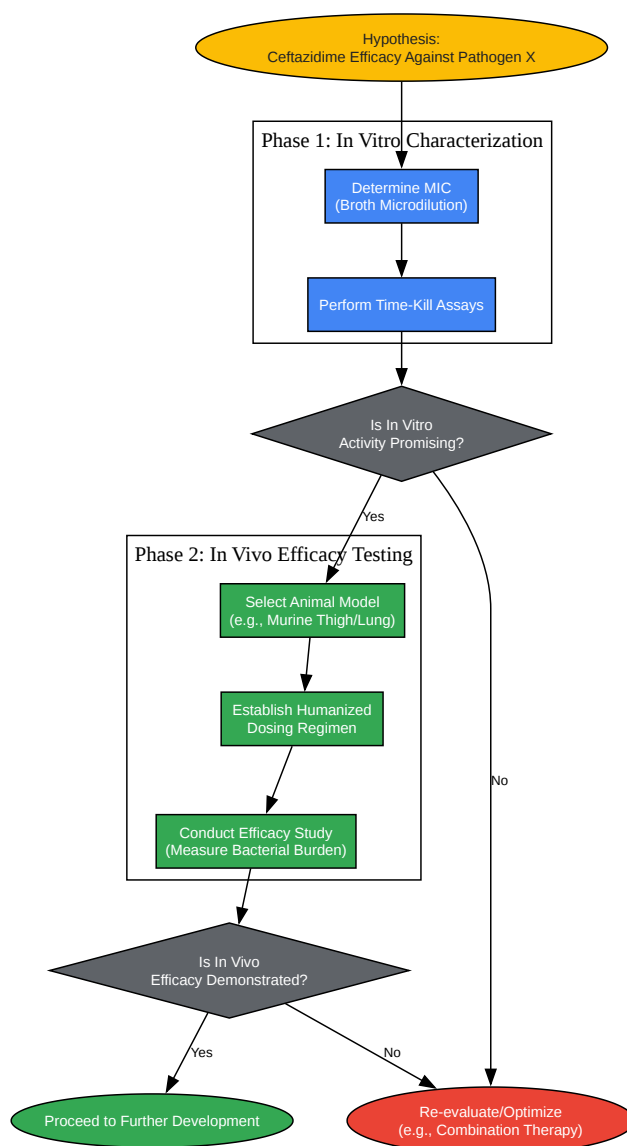 Hypothesis:
Ceftazidime Efficacy Against Pathogen X
Phase 1: In Vitro Characterization
Determine MIC
(Broth Microdilution)
Perform Time-Kill Assays
Is In Vitro
Activity Promising?
Yes
Phase 2: In Vivo Efficacy Testing
Select Animal Model
(e.g., Murine Thigh/Lung)
Establish Humanized
Dosing Regimen
No
Conduct Efficacy Study
(Measure Bacterial Burden)
Is In Vivo
Efficacy Demonstrated?
Yes
No
Proceed to Further Development
Re-evaluate/Optimize
(e.g., Combination Therapy)